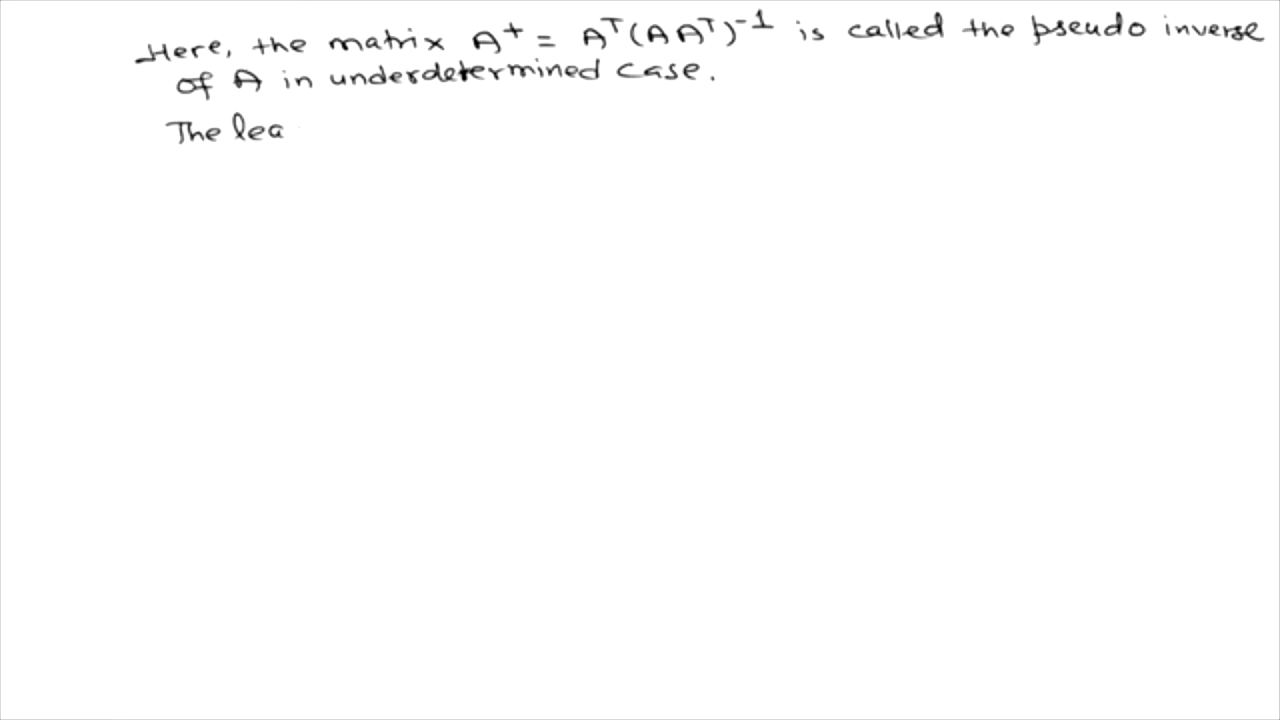 Here, the matrix A⁺ = Aᵀ(AAᵀ)⁻¹ is called the pseudo inverse
of A in underdetermined case.
The lea